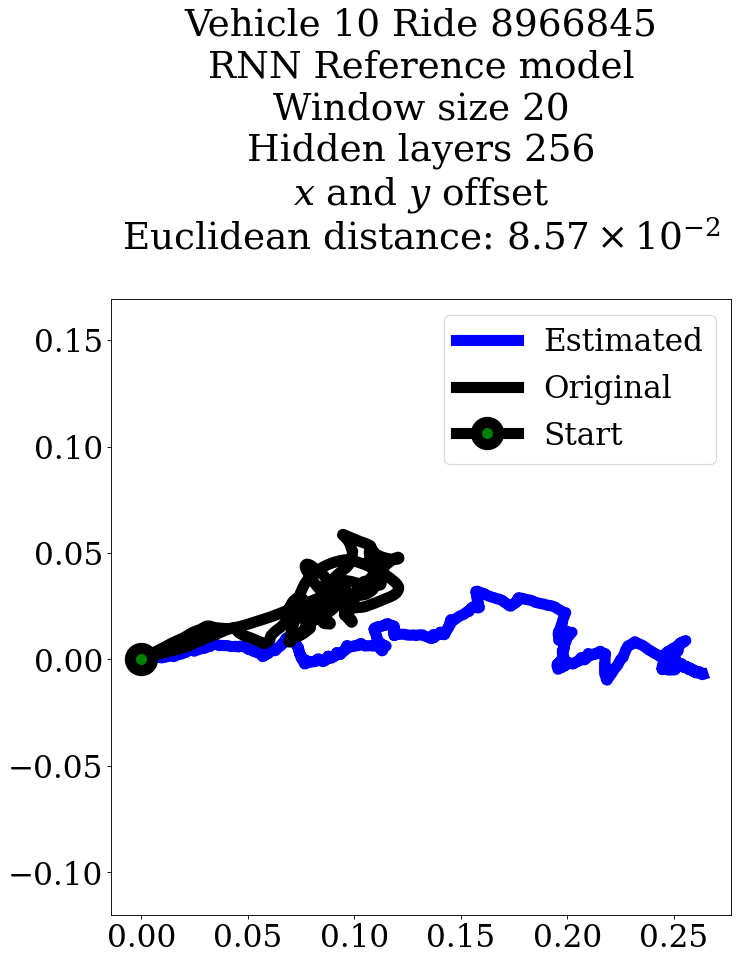 Vehicle 10 Ride 8966845
RNN Reference model
Window size 20
Hidden layers 256
x and y offset
Euclidean distance: 8.57 × 10⁻²
Estimated
Original
Start
0.15
0.10
0.05
0.00
−0.05
−0.10
0.00 0.05 0.10 0.15 0.20 0.25